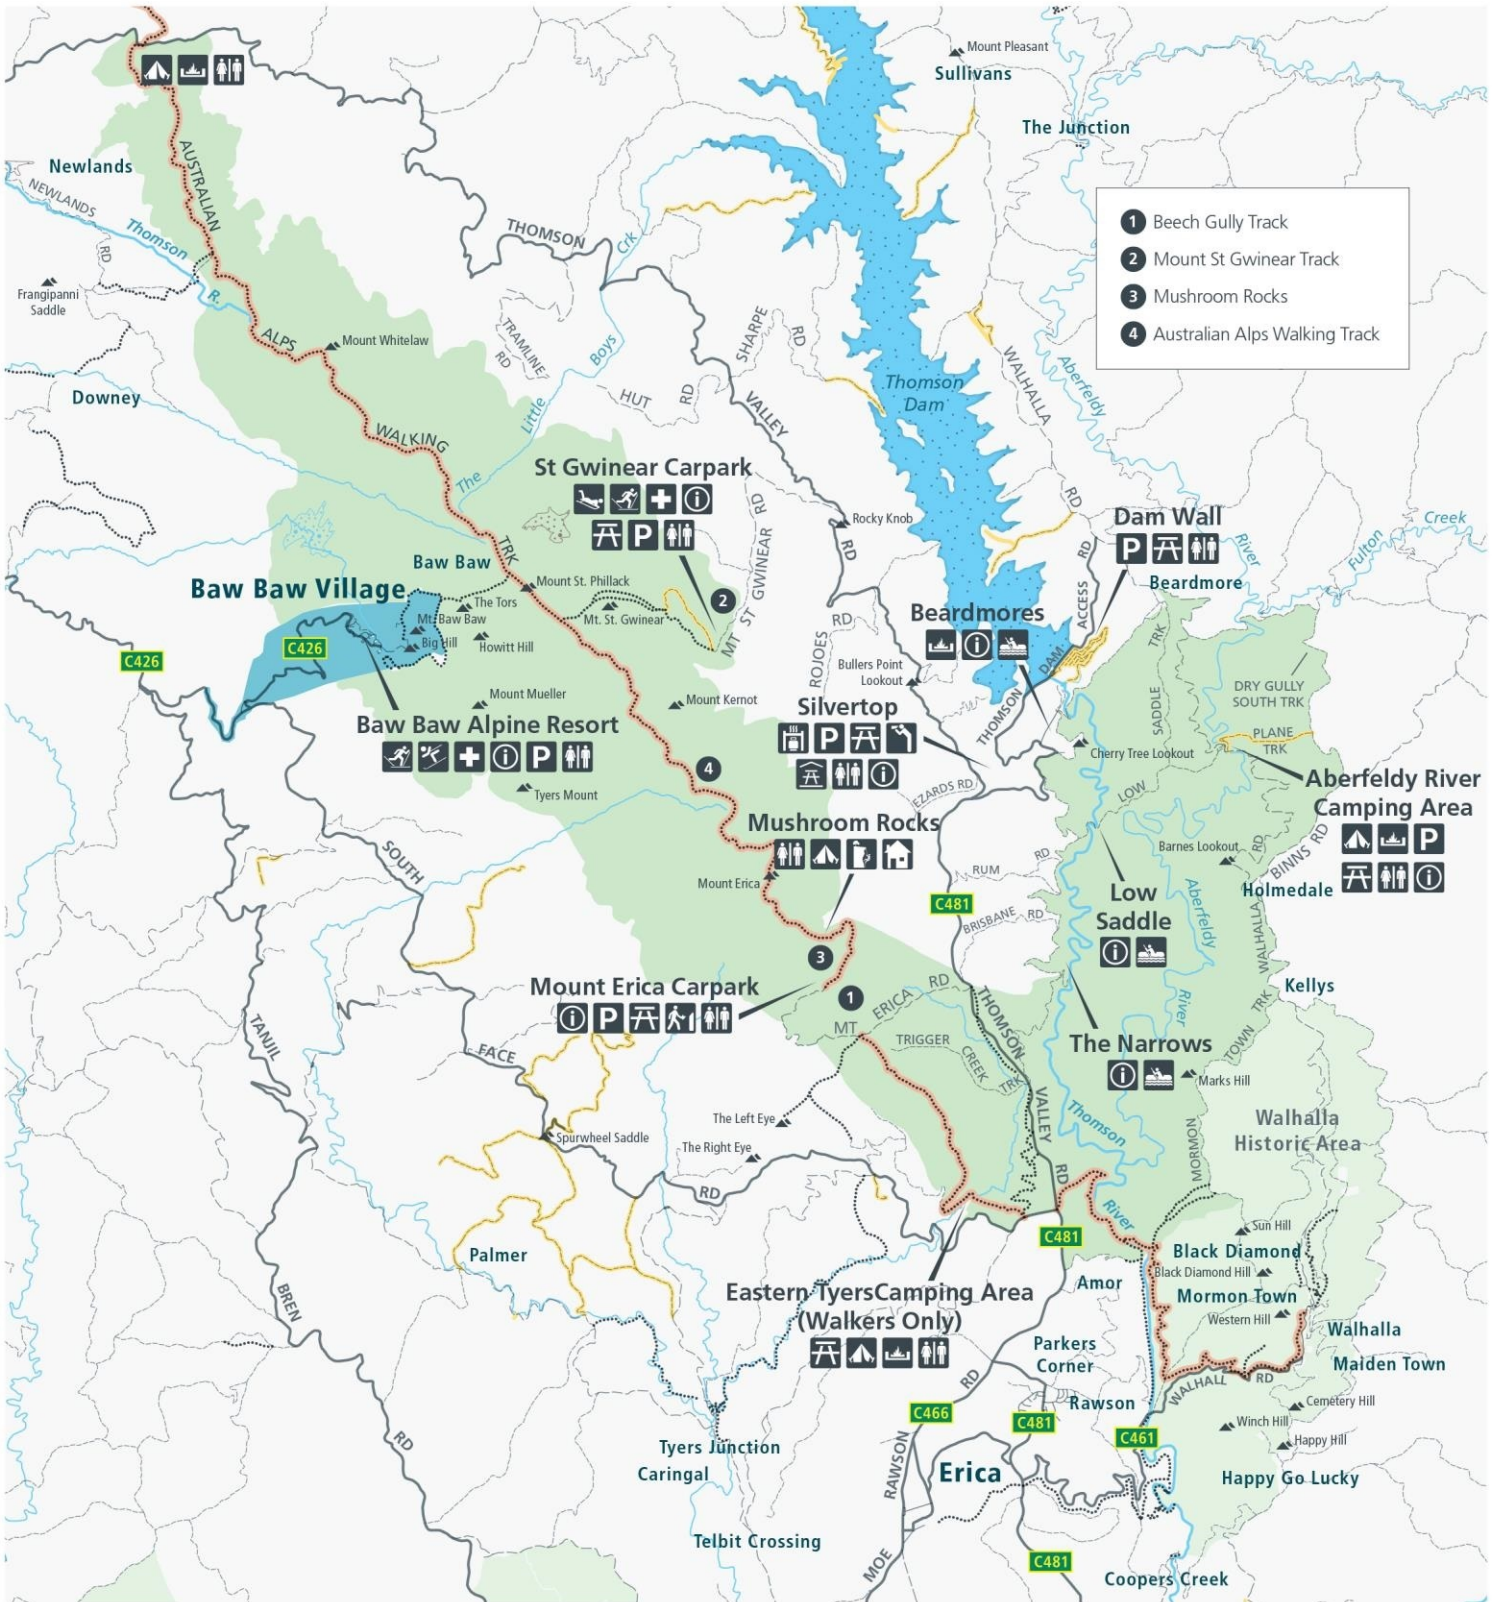 Mount Pleasant
Sullivans
The Junction
Newlands
NEWLANDS
RD
Thomson
R.
AUSTRALIAN
ALPS
WALKING
TRK
Frangipanni
Saddle
THOMSON
VALLEY
RD
Crk
Boys
Little
The
1 Beech Gully Track
2 Mount St Gwinear Track
3 Mushroom Rocks
4 Australian Alps Walking Track
Mount Whitelaw
TRAMLINE
RD
HUT RD
SHARPE
RD
WALHALLA
RD
Aberfeldy
River
Thomson
Dam
Downey
St Gwinear Carpark
i
P
2
MT ST GWINEAR RD
Rocky Knob
Dam Wall
P
Fulton
Creek
Beardmore
Baw Baw
Mount St. Phillack
Mt. St. Gwinear
The Tors
Mt. Baw Baw
Big Hill
Howitt Hill
Baw Baw Village
C426
C426
Beardmores
i
ROJOES
RD
Bullers Point
Lookout
THOMSON
DAM
ACCESS
RD
SADDLE
TRK
LOW
DRY GULLY
SOUTH TRK
PLANE
TRK
Cherry Tree Lookout
Mount Mueller
Mount Kernot
Silvertop
P
i
Baw Baw Alpine Resort
i P
Tyers Mount
4
EZARDS RD
Aberfeldy River
Camping Area
P
i
Mushroom Rocks
Mount Erica
Barnes Lookout
RD
BINNS RD
Holmedale
SOUTH
FACE
RD
RUM
RD
C481
BRISBANE
RD
Low
Saddle
i
Aberfeldy
River
WALHALLA
TOWN TRK
Kellys
3
Mount Erica Carpark
i P
1
MT
ERICA
RD
THOMSON
VALLEY
RD
TRIGGER
CREEK
TRK
The Narrows
i
Marks Hill
Walhalla
Historic Area
TANJIL
BREN
RD
The Left Eye
The Right Eye
Spurwheel Saddle
Thomson
River
MORMON
C481
Sun Hill
Black Diamond
Black Diamond Hill
Mormon Town
Western Hill
Palmer
Eastern TyersCamping Area
(Walkers Only)
Amor
Parkers
Corner
Walhalla
Maiden Town
WALHALL
RD
Rawson
C466
C481
C461
Cemetery Hill
Winch Hill
Happy Hill
Happy Go Lucky
RD
RAWSON
MOE
Erica
Tyers Junction
Caringal
Telbit Crossing
C481
Coopers Creek